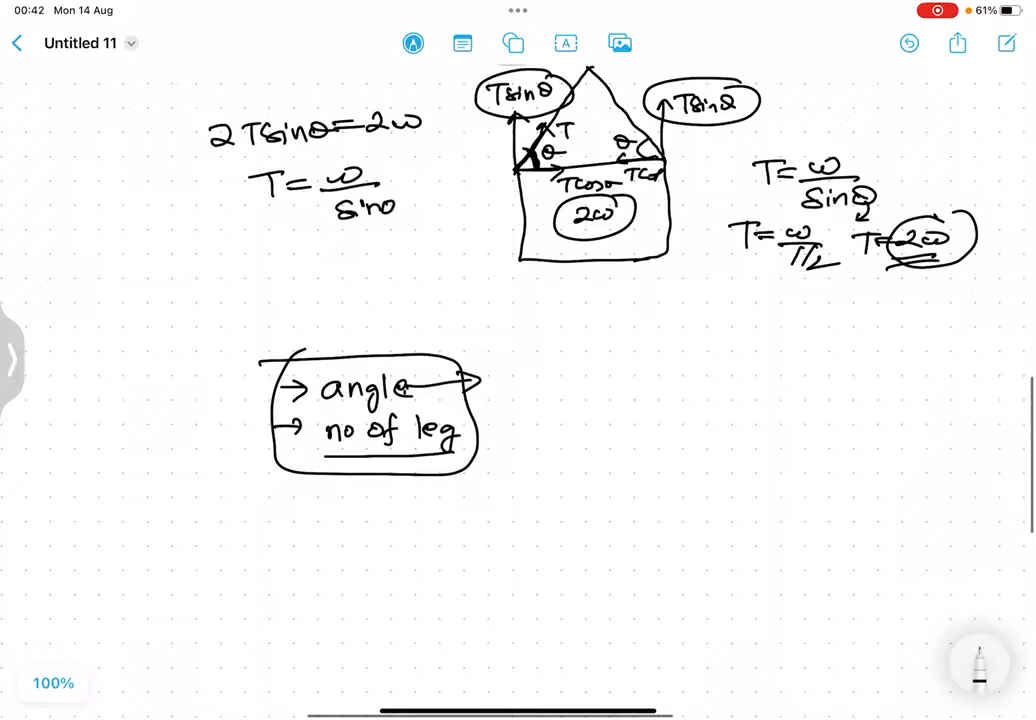 00:42 Mon 14 Aug
61%
Untitled 11
A
2Tsinθ=2ω
T= ω/sinθ
Tsinθ
Tsinθ
T
θ
θ
Tcosθ
Tcos
2ω
T= ω/sinθ
T= ω/1/2
T=2ω
→ angle →
→ no of leg
100%